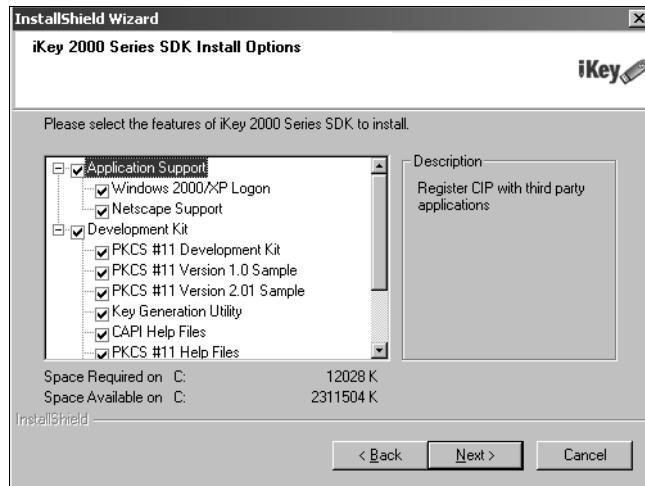 InstallShield Wizard
iKey 2000 Series SDK Install Options
iKey
Please select the features of iKey 2000 Series SDK to install.
Application Support
Windows 2000/XP Logon
Netscape Support
Development Kit
PKCS #11 Development Kit
PKCS #11 Version 1.0 Sample
PKCS #11 Version 2.01 Sample
Key Generation Utility
CAPI Help Files
PKCS #11 Help Files
Description
Register CIP with third party
applications
Space Required on C: 12028 K
Space Available on C: 2311504 K
InstallShield
< Back
Next >
Cancel